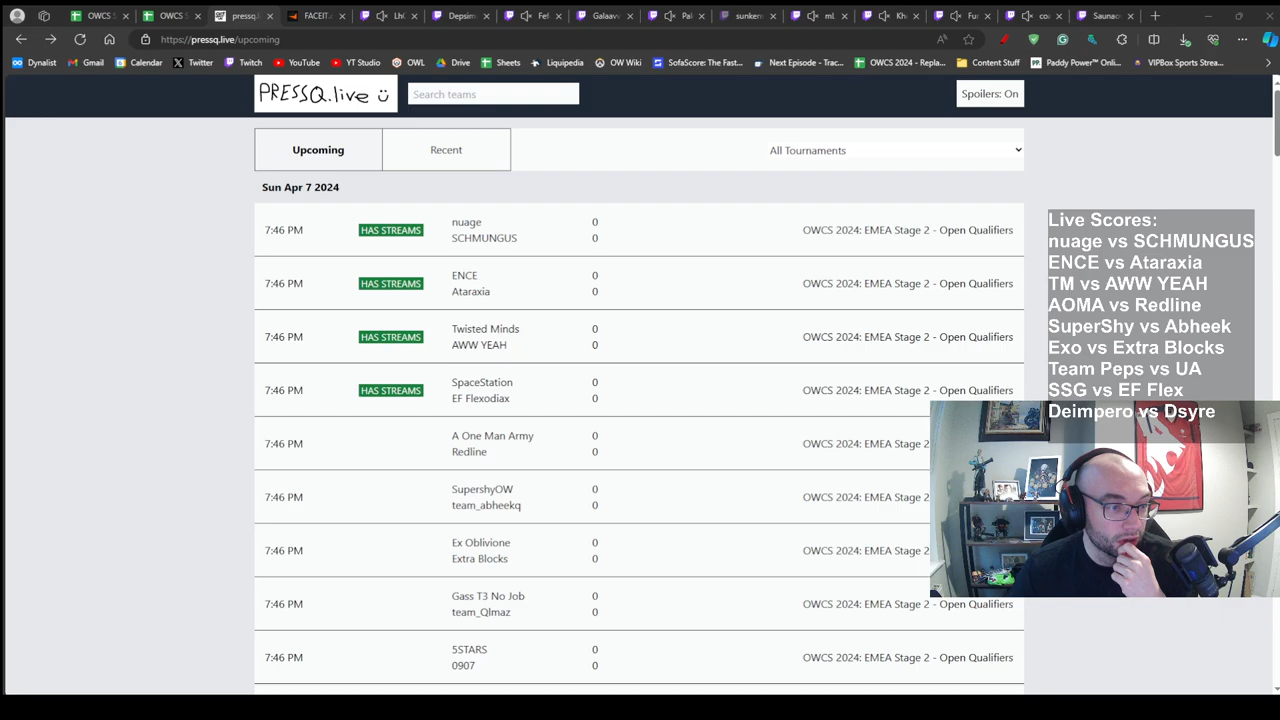 OWCS S
OWCS S
pressq.l
FACEIT.c
LhC
Depsim
Fef
Galaav
Pal
sunken
ml.
Kh
Fur
co
Sauna
https://pressq.live/upcoming
Dynalist
Gmail
Calendar
Twitter
Twitch
YouTube
YT Studio
OWL
Drive
Sheets
Liquipedia
OW Wiki
SofaScore: The Fast...
Next Episode - Trac...
OWCS 2024 - Repla...
Content Stuff
Paddy Power™ Onli...
VIPBox Sports Strea...
PRESSQ.live
Search teams
Spoilers: On
Upcoming
Recent
All Tournaments
Sun Apr 7 2024
7:46 PM HAS STREAMS nuage 0 OWCS 2024: EMEA Stage 2 - Open Qualifiers
SCHMUNGUS 0
7:46 PM HAS STREAMS ENCE 0 OWCS 2024: EMEA Stage 2 - Open Qualifiers
Ataraxia 0
7:46 PM HAS STREAMS Twisted Minds 0 OWCS 2024: EMEA Stage 2 - Open Qualifiers
AWW YEAH 0
7:46 PM HAS STREAMS SpaceStation 0 OWCS 2024: EMEA Stage 2 - Open Qualifiers
EF Flexodiax 0
7:46 PM A One Man Army 0 OWCS 2024: EMEA Stage 2
Redline 0
7:46 PM SupershyOW 0 OWCS 2024: EMEA Stage 2
team_abheekq 0
7:46 PM Ex Oblivione 0 OWCS 2024: EMEA Stage 2
Extra Blocks 0
7:46 PM Gass T3 No Job 0 OWCS 2024: EMEA Stage 2 - Open Qualifiers
team_Qlmaz 0
7:46 PM 5STARS 0 OWCS 2024: EMEA Stage 2 - Open Qualifiers
0907 0
Live Scores:
nuage vs SCHMUNGUS
ENCE vs Ataraxia
TM vs AWW YEAH
AOMA vs Redline
SuperShy vs Abheek
Exo vs Extra Blocks
Team Peps vs UA
SSG vs EF Flex
Deimpero vs Dsyre